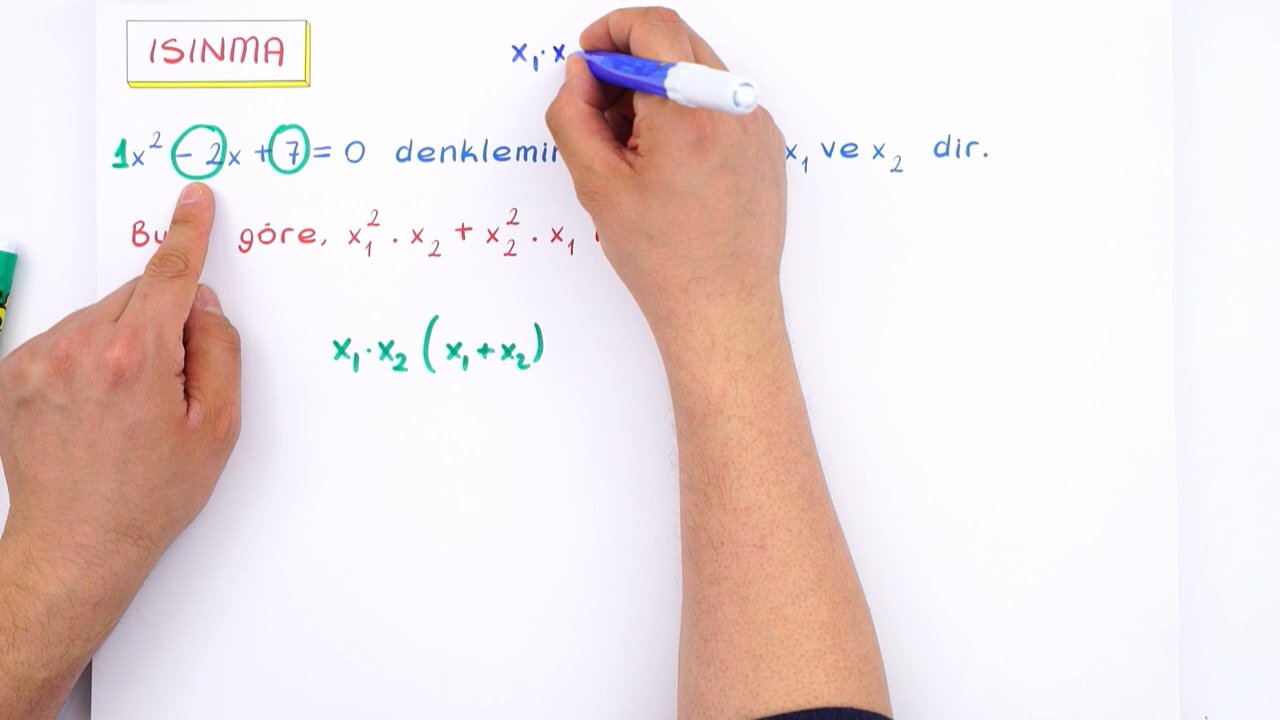 ISINMA
x₁·x
1x² - 2x + 7 = 0 x₁ ve x₂ dir.
göre, x₁² . x₂ + x₂² . x₁
x₁·x₂ (x₁+x₂)